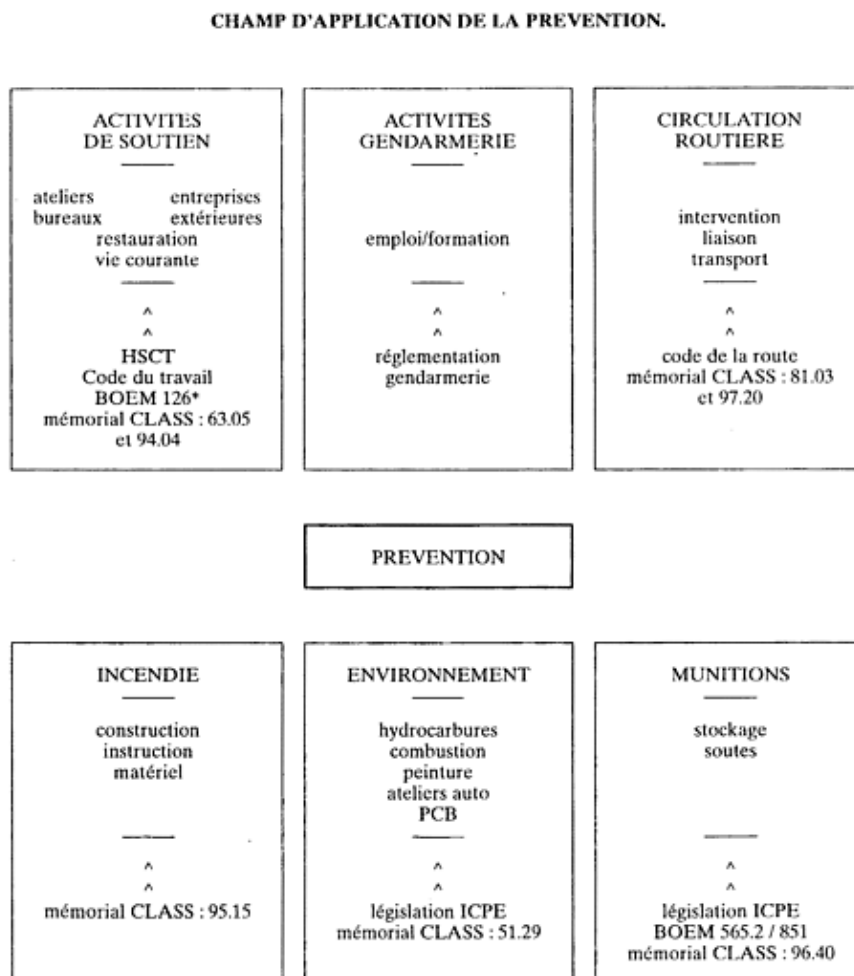 CHAMP D'APPLICATION DE LA PREVENTION.
ACTIVITES
DE SOUTIEN
ateliers entreprises
bureaux extérieures
restauration
vie courante
^
^
HSCT
Code du travail
BOEM 126*
mémorial CLASS : 63.05
et 94.04
ACTIVITES
GENDARMERIE
emploi/formation
^
^
réglementation
gendarmerie
CIRCULATION
ROUTIERE
intervention
liaison
transport
^
^
code de la route
mémorial CLASS : 81.03
et 97.20
PREVENTION
INCENDIE
construction
instruction
matériel
^
^
mémorial CLASS : 95.15
ENVIRONNEMENT
hydrocarbures
combustion
peinture
ateliers auto
PCB
^
^
législation ICPE
mémorial CLASS : 51.29
MUNITIONS
stockage
soutes
^
^
législation ICPE
BOEM 565.2 / 851
mémorial CLASS : 96.40